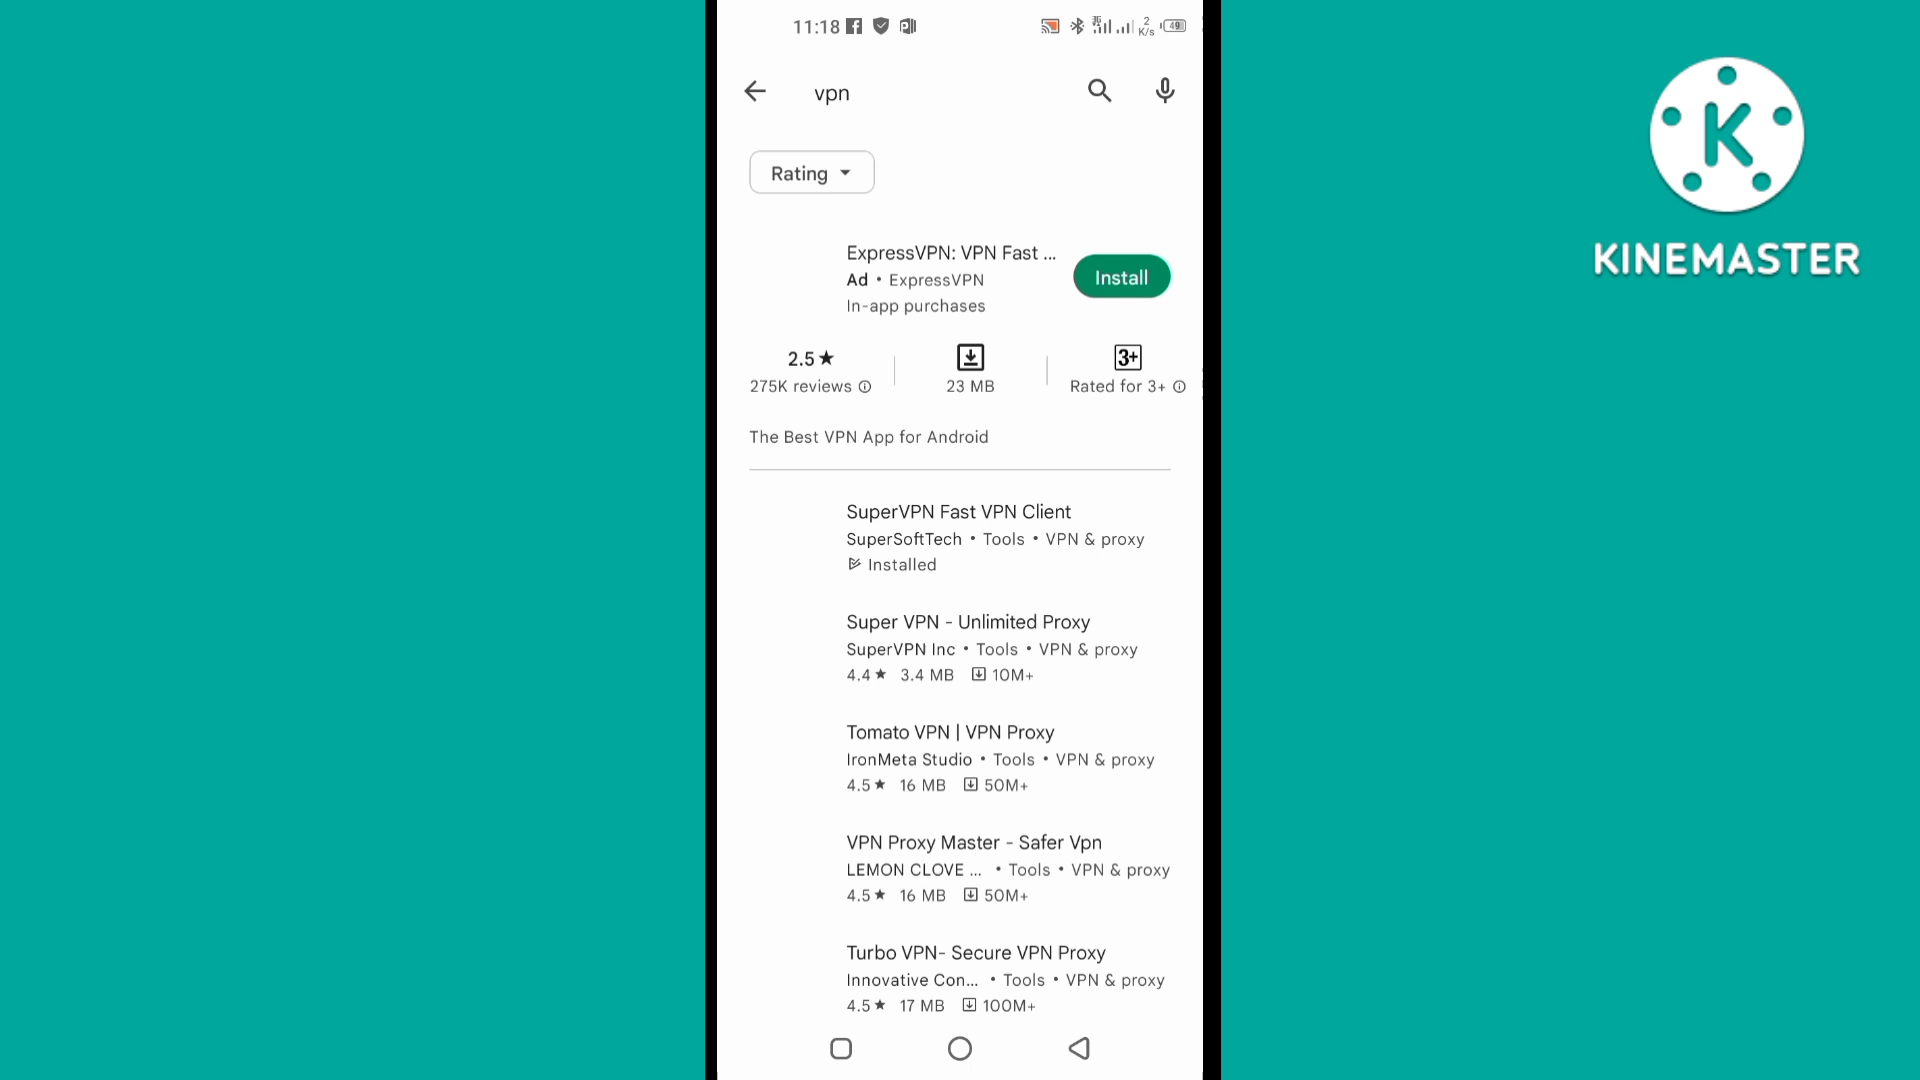 11:18
2
K/s
49
vpn
Rating
ExpressVPN: VPN Fast ...
Ad • ExpressVPN
Install
In-app purchases
2.5★
3+
275K reviews
23 MB
Rated for 3+
The Best VPN App for Android
SuperVPN Fast VPN Client
SuperSoftTech • Tools • VPN & proxy
Installed
Super VPN - Unlimited Proxy
SuperVPN Inc • Tools • VPN & proxy
4.4★ 3.4 MB 10M+
Tomato VPN | VPN Proxy
IronMeta Studio • Tools • VPN & proxy
4.5★ 16 MB 50M+
VPN Proxy Master - Safer Vpn
LEMON CLOVE ... • Tools • VPN & proxy
4.5★ 16 MB 50M+
Turbo VPN- Secure VPN Proxy
Innovative Con... • Tools • VPN & proxy
4.5★ 17 MB 100M+
K
KINEMASTER